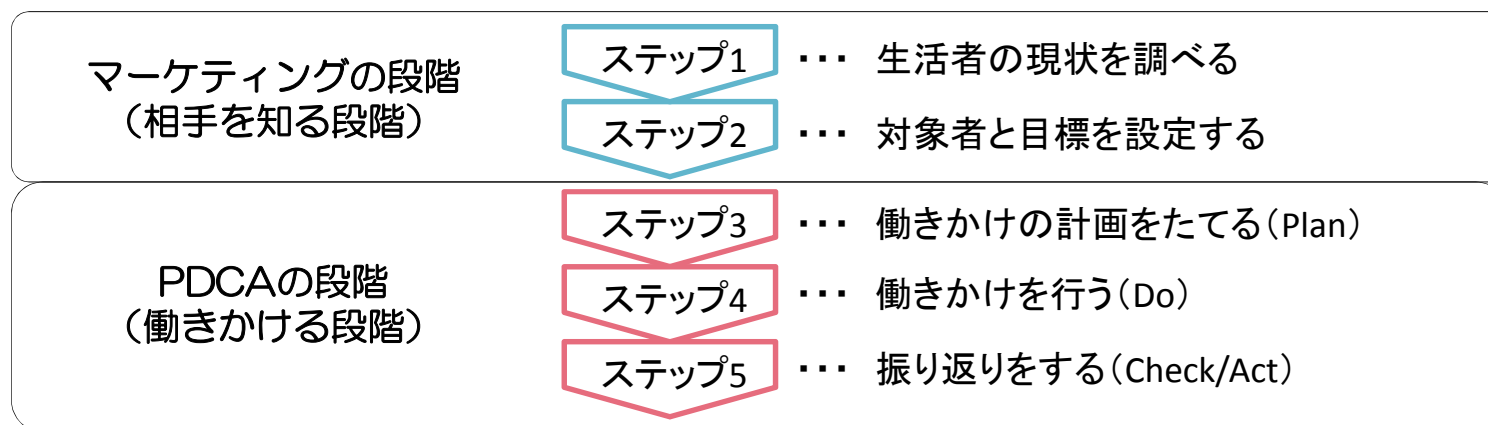 マーケティングの段階
（相手を知る段階）
ステップ1 ・・・ 生活者の現状を調べる
ステップ2 ・・・ 対象者と目標を設定する
PDCAの段階
（働きかける段階）
ステップ3 ・・・ 働きかけの計画をたてる（Plan）
ステップ4 ・・・ 働きかけを行う（Do）
ステップ5 ・・・ 振り返りをする（Check/Act）